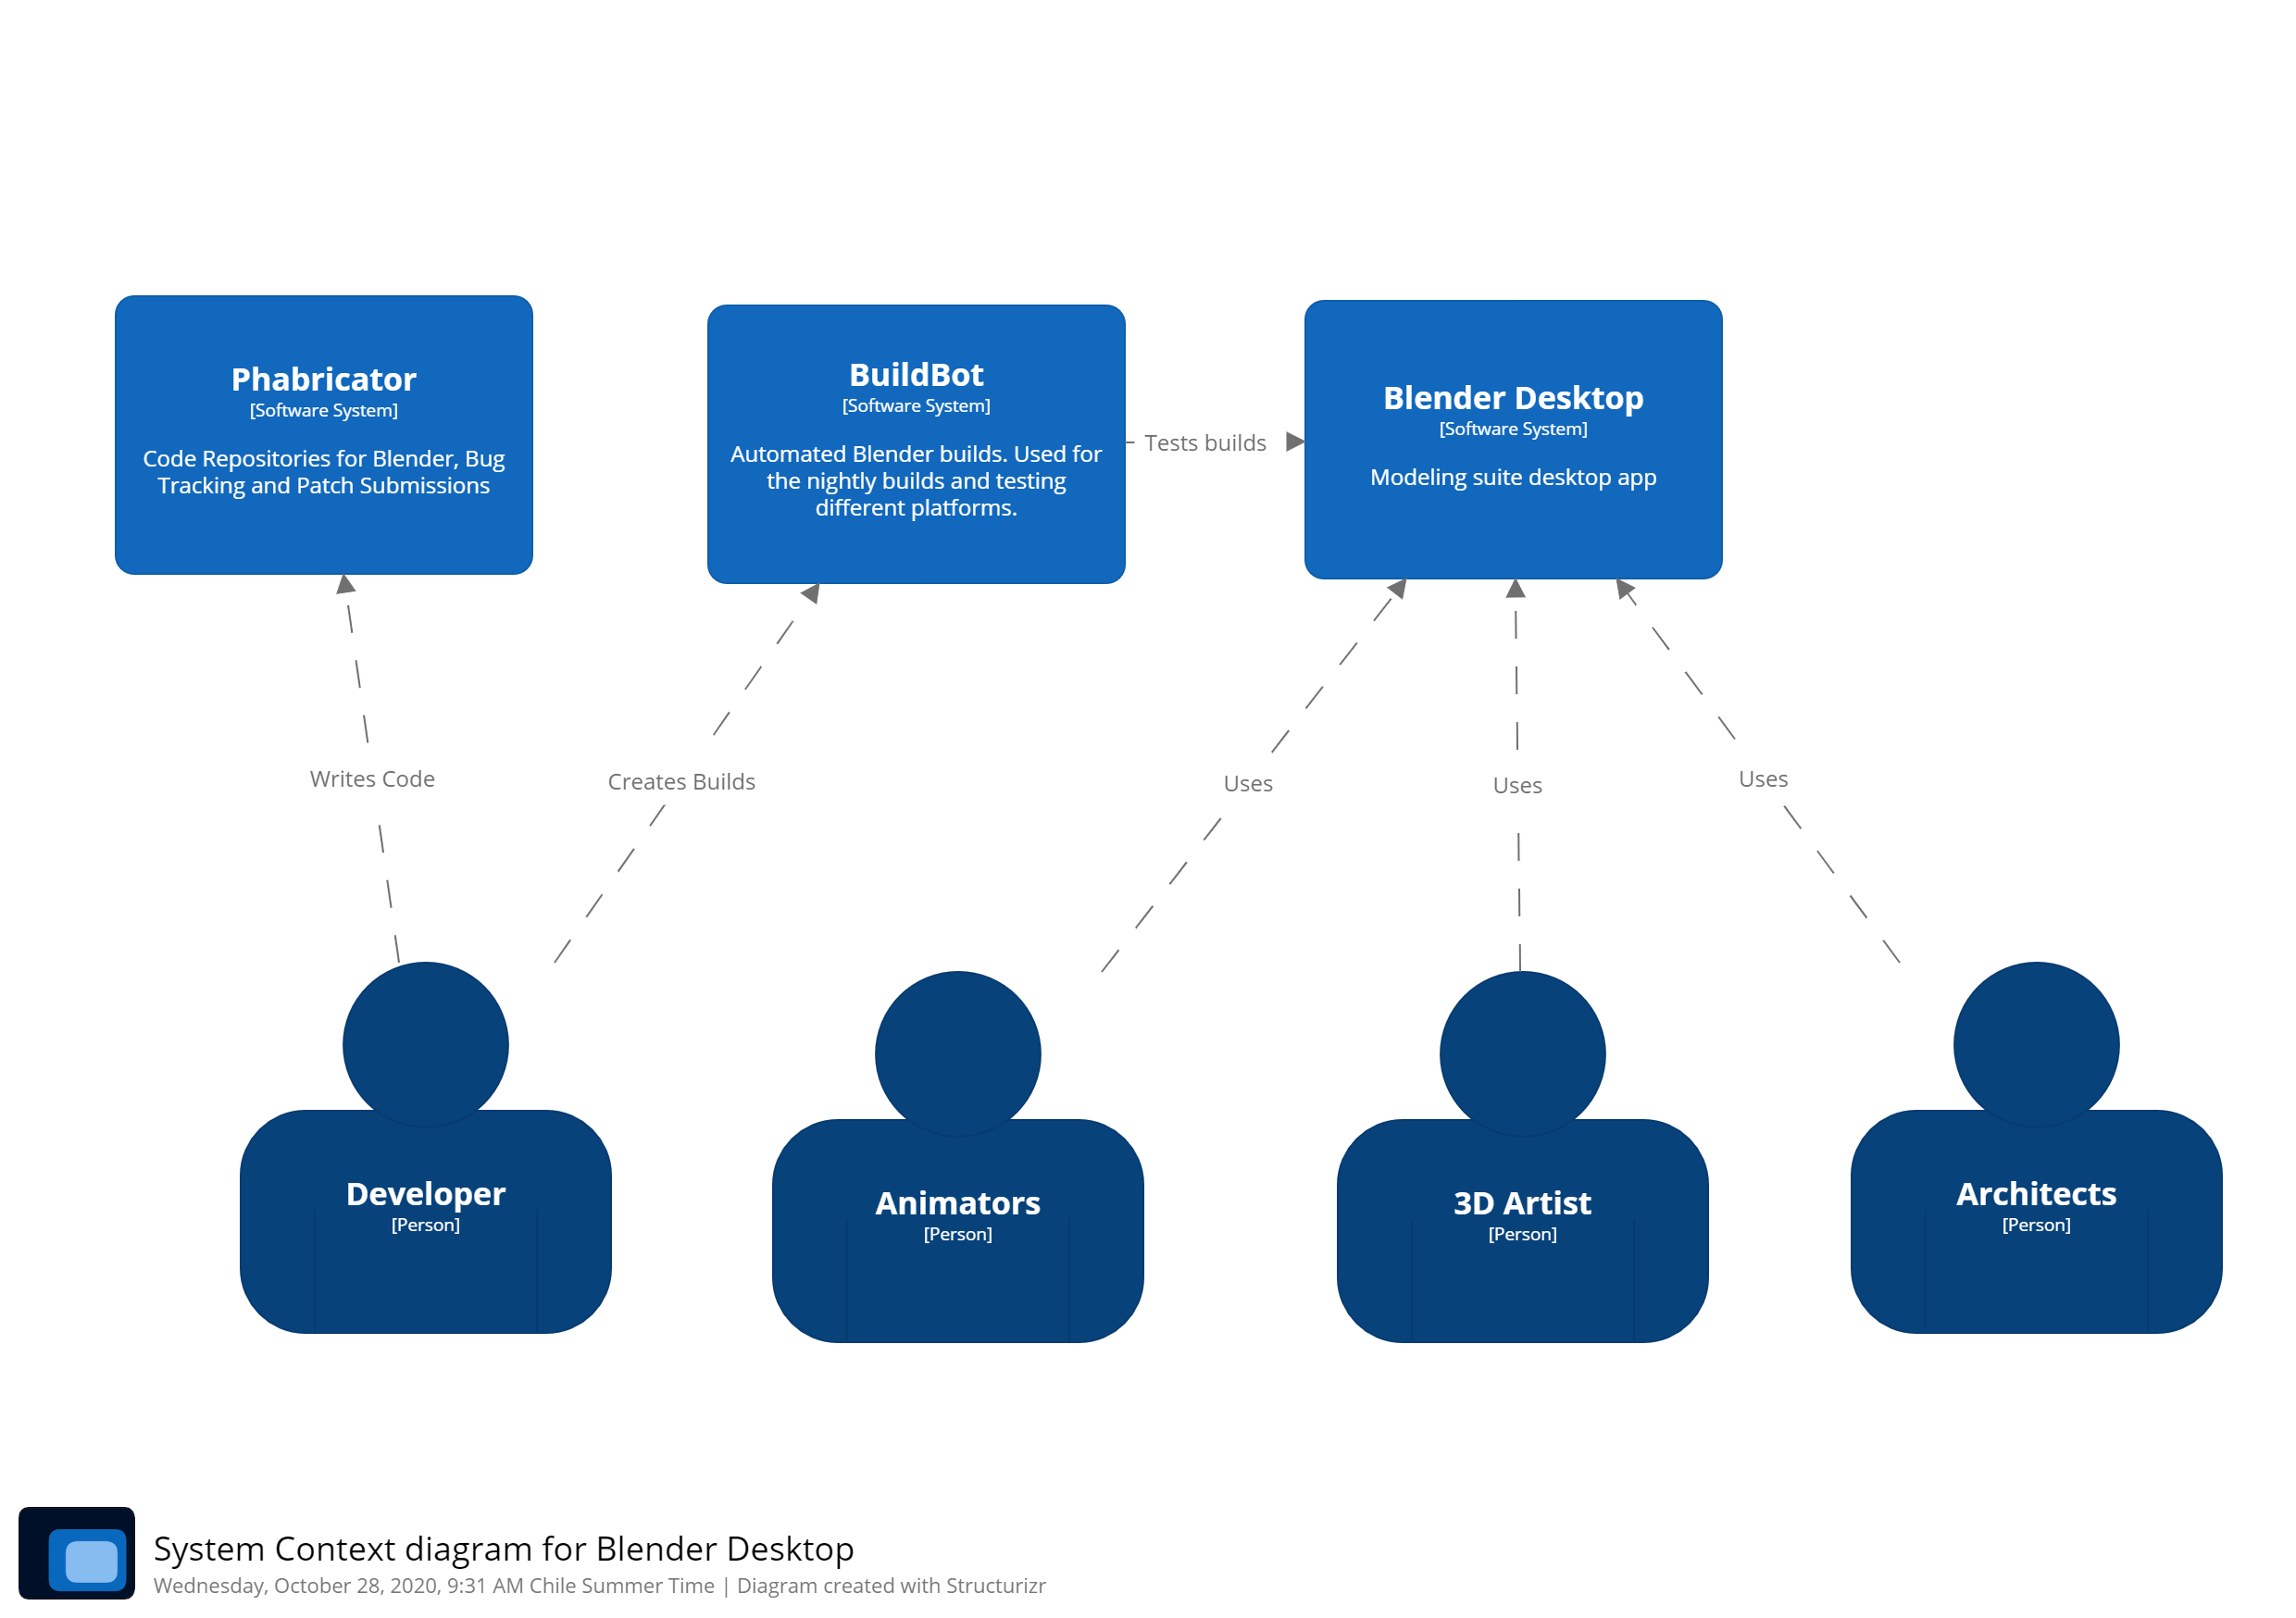 Phabricator
[Software System]
Code Repositories for Blender, Bug
Tracking and Patch Submissions
BuildBot
[Software System]
Automated Blender builds. Used for
the nightly builds and testing
different platforms.
Tests builds
Blender Desktop
[Software System]
Modeling suite desktop app
Writes Code
Creates Builds
Uses
Uses
Uses
Developer
[Person]
Animators
[Person]
3D Artist
[Person]
Architects
[Person]
System Context diagram for Blender Desktop
Wednesday, October 28, 2020, 9:31 AM Chile Summer Time | Diagram created with Structurizr